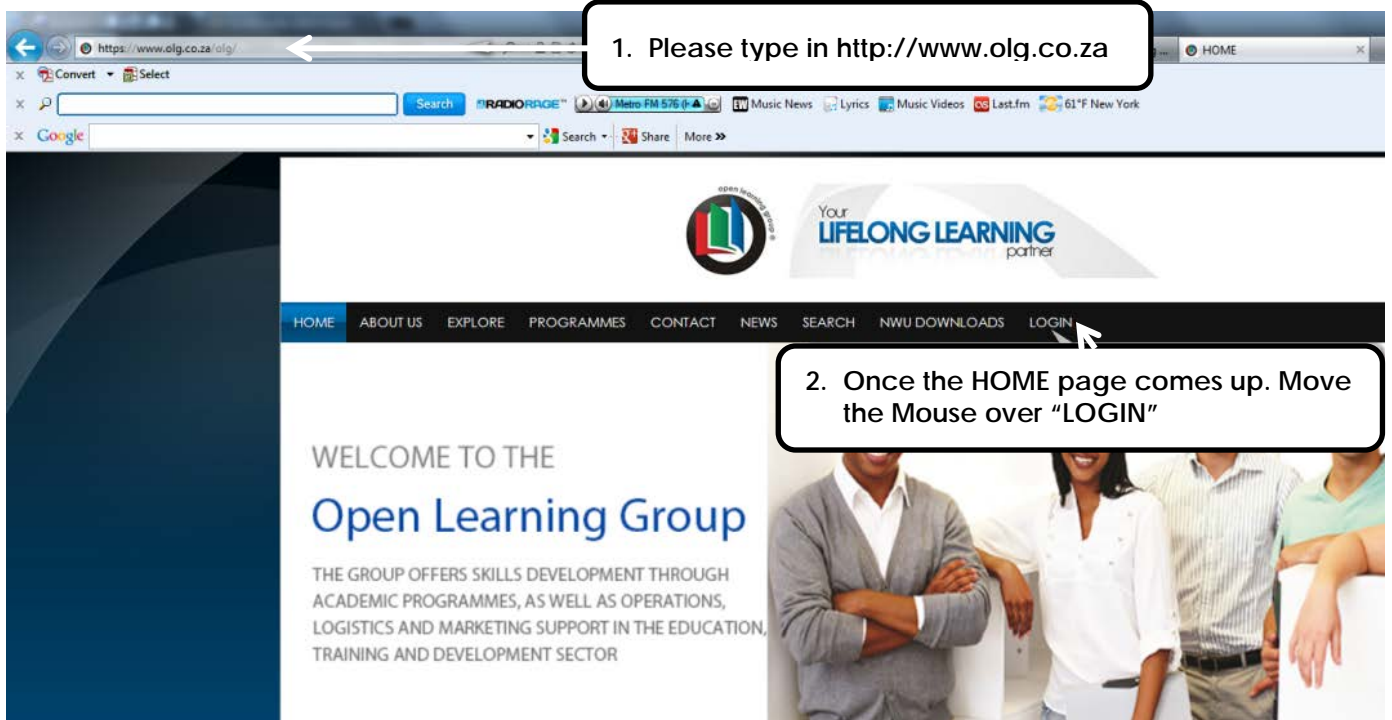 1. Please type in http://www.olg.co.za
https://www.olg.co.za/olg/
HOME
x Convert Select
x Search RADIORAGE™ Metro FM 576 (H Music News Lyrics Music Videos Last.fm 61°F New York
x Google Search Share More »
open learning group
Your
LIFELONG LEARNING
partner
HOME ABOUT US EXPLORE PROGRAMMES CONTACT NEWS SEARCH NWU DOWNLOADS LOGIN
2. Once the HOME page comes up. Move
the Mouse over “LOGIN”
WELCOME TO THE
Open Learning Group
THE GROUP OFFERS SKILLS DEVELOPMENT THROUGH
ACADEMIC PROGRAMMES, AS WELL AS OPERATIONS,
LOGISTICS AND MARKETING SUPPORT IN THE EDUCATION,
TRAINING AND DEVELOPMENT SECTOR